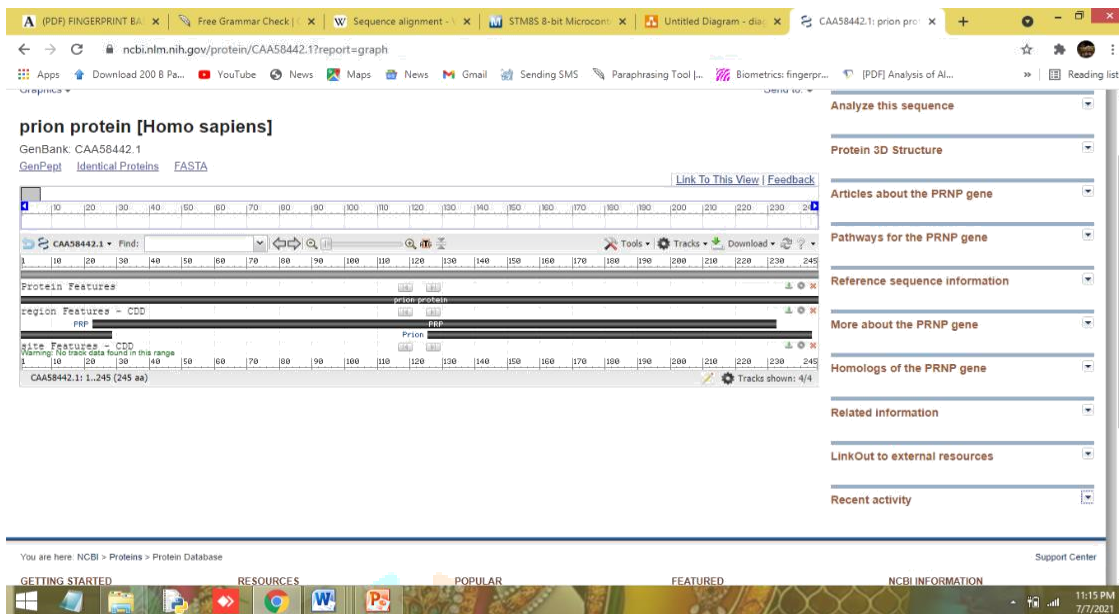 (PDF) FINGERPRINT BA
Free Grammar Check |
Sequence alignment -
STM8S 8-bit Microcont
Untitled Diagram - dia
CAA58442.1: prion pro
ncbi.nlm.nih.gov/protein/CAA58442.1?report=graph
Apps Download 200 B Pa... YouTube News Maps News Gmail Sending SMS Paraphrasing Tool |... Biometrics: fingerpr... [PDF] Analysis of Al... » Reading list
prion protein [Homo sapiens]
GenBank: CAA58442.1
GenPept Identical Proteins FASTA
Link To This View | Feedback
10 20 30 40 50 60 70 80 90 100 110 120 130 140 150 160 170 180 190 200 210 220 230
CAA58442.1 Find: Tools Tracks Download ?
1 10 20 30 40 50 60 70 80 90 100 110 120 130 140 150 160 170 180 190 200 210 220 230 245
Protein Features
prion protein
region Features - CDD
PRP PRP
Prion
site Features - CDD
Warning: No track data found in this range
1 10 20 30 40 50 60 70 80 90 100 110 120 130 140 150 160 170 180 190 200 210 220 230 245
CAA58442.1: 1..245 (245 aa) Tracks shown: 4/4
Analyze this sequence
Protein 3D Structure
Articles about the PRNP gene
Pathways for the PRNP gene
Reference sequence information
More about the PRNP gene
Homologs of the PRNP gene
Related information
LinkOut to external resources
Recent activity
You are here: NCBI > Proteins > Protein Database Support Center
GETTING STARTED RESOURCES POPULAR FEATURED NCBI INFORMATION
11:15 PM
7/7/2021